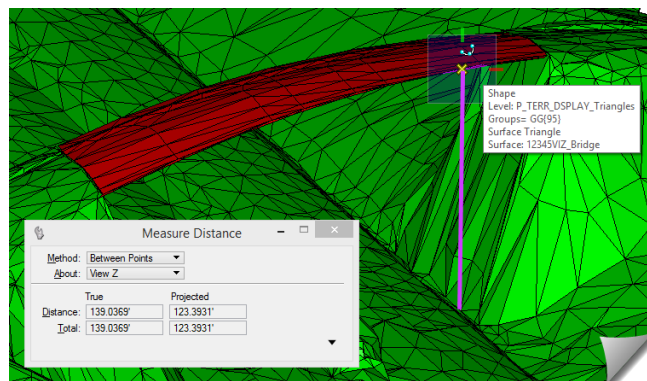 Shape
Level: P_TERR_DSPLAY_Triangles
Groups= GG{95}
Surface Triangle
Surface: 12345VIZ_Bridge
Measure Distance
Method: Between Points
About: View Z
True Projected
Distance: 139.0369' 123.3931'
Total: 139.0369' 123.3931'